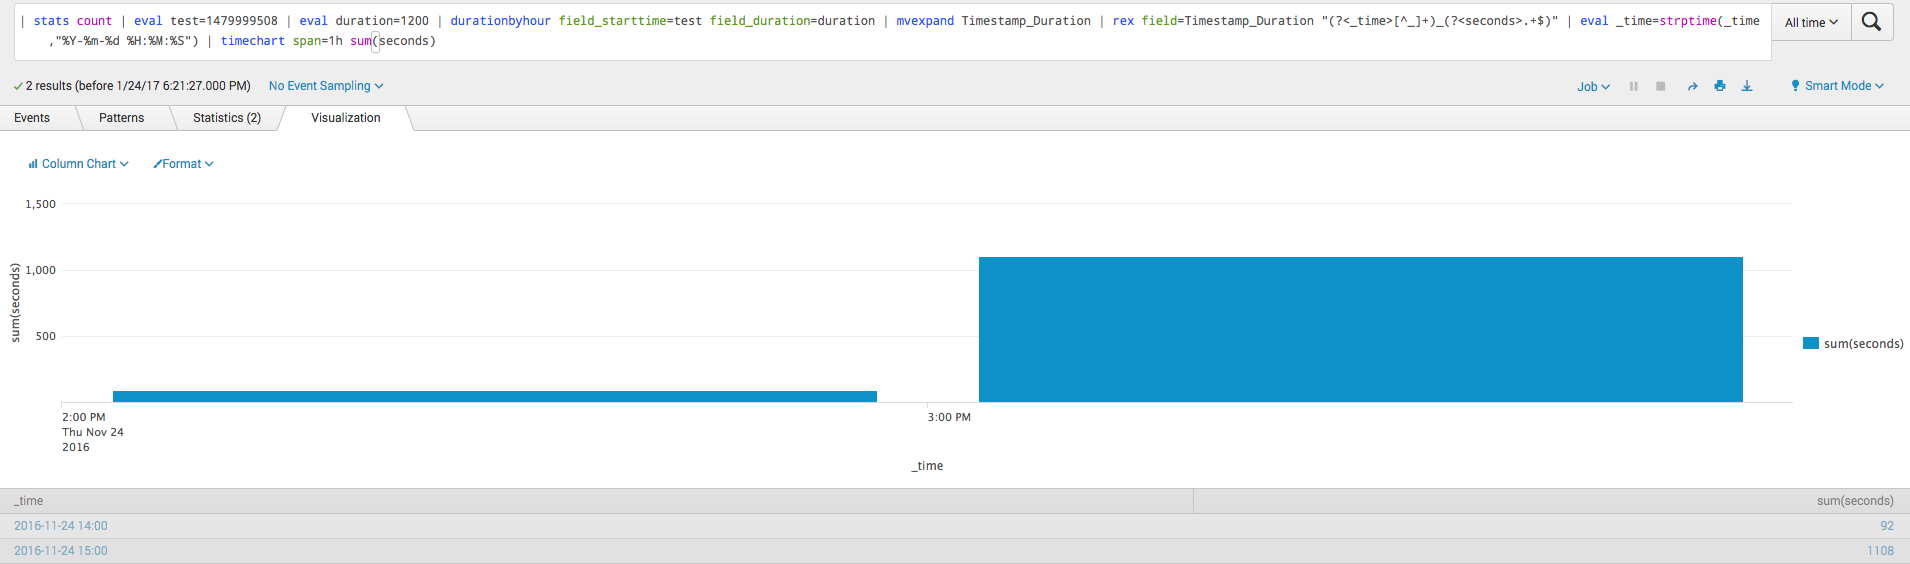 | stats count | eval test=1479999508 | eval duration=1200 | durationbyhour field_starttime=test field_duration=duration | mvexpand Timestamp_Duration | rex field=Timestamp_Duration "(?<_time>[^_]+)_(?<seconds>.+$)" | eval _time=strptime(_time
,"%Y-%m-%d %H:%M:%S") | timechart span=1h sum(seconds)
All time
2 results (before 1/24/17 6:21:27.000 PM) No Event Sampling
Job
Smart Mode
Events Patterns Statistics (2) Visualization
Column Chart Format
1,500
1,000
500
sum(seconds)
sum(seconds)
2:00 PM
Thu Nov 24
2016
3:00 PM
_time
_time sum(seconds)
2016-11-24 14:00 92
2016-11-24 15:00 1108